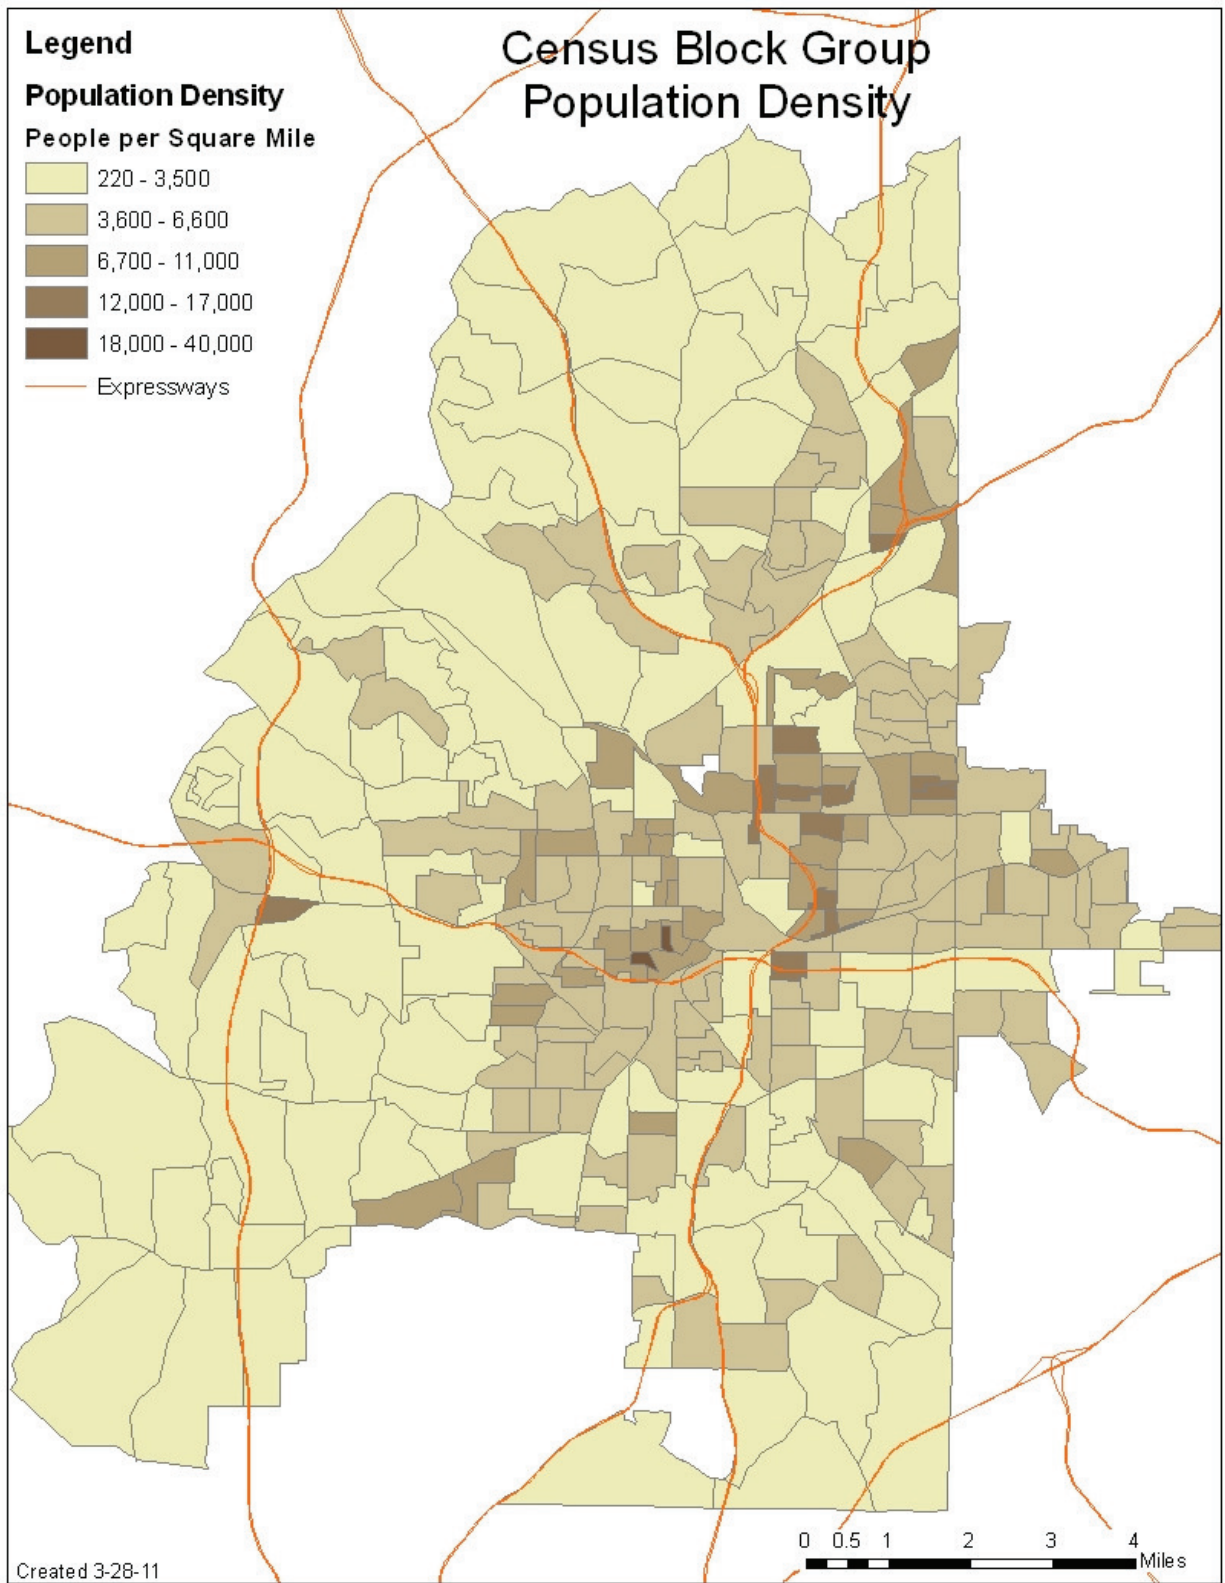 Legend
Census Block Group
Population Density
Population Density
People per Square Mile
220 - 3,500
3,600 - 6,600
6,700 - 11,000
12,000 - 17,000
18,000 - 40,000
Expressways
0 0.5 1 2 3 4
Miles
Created 3-28-11